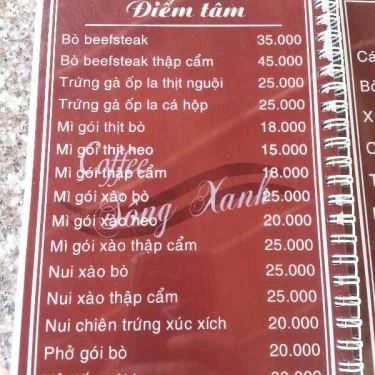 Điểm tâm
Bò beefsteak 35.000
Bò beefsteak thập cẩm 45.000
Trứng gà ốp la thịt nguội 25.000
Trứng gà ốp la cá hộp 25.000
Mì gói thịt bò 18.000
Mì gói thịt heo 15.000
Mì gói thập cẩm 18.000
Mì gói xào bò 25.000
Mì gói xào heo 20.000
Mì gói xào thập cẩm 25.000
Nui xào bò 25.000
Nui xào thập cẩm 25.000
Nui chiên trứng xúc xích 20.000
Phở gói bò 20.000
Coffee
Song Xanh